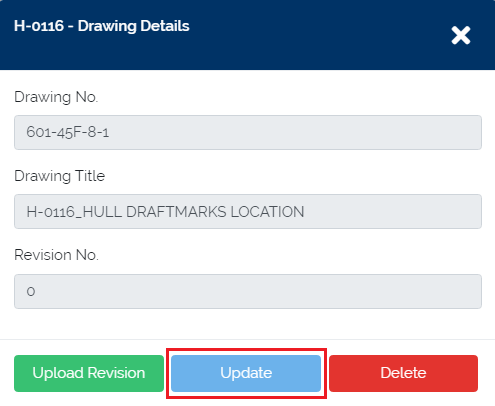 H-0116 - Drawing Details
Drawing No.
601-45F-8-1
Drawing Title
H-0116_HULL DRAFTMARKS LOCATION
Revision No.
0
Upload Revision Update Delete